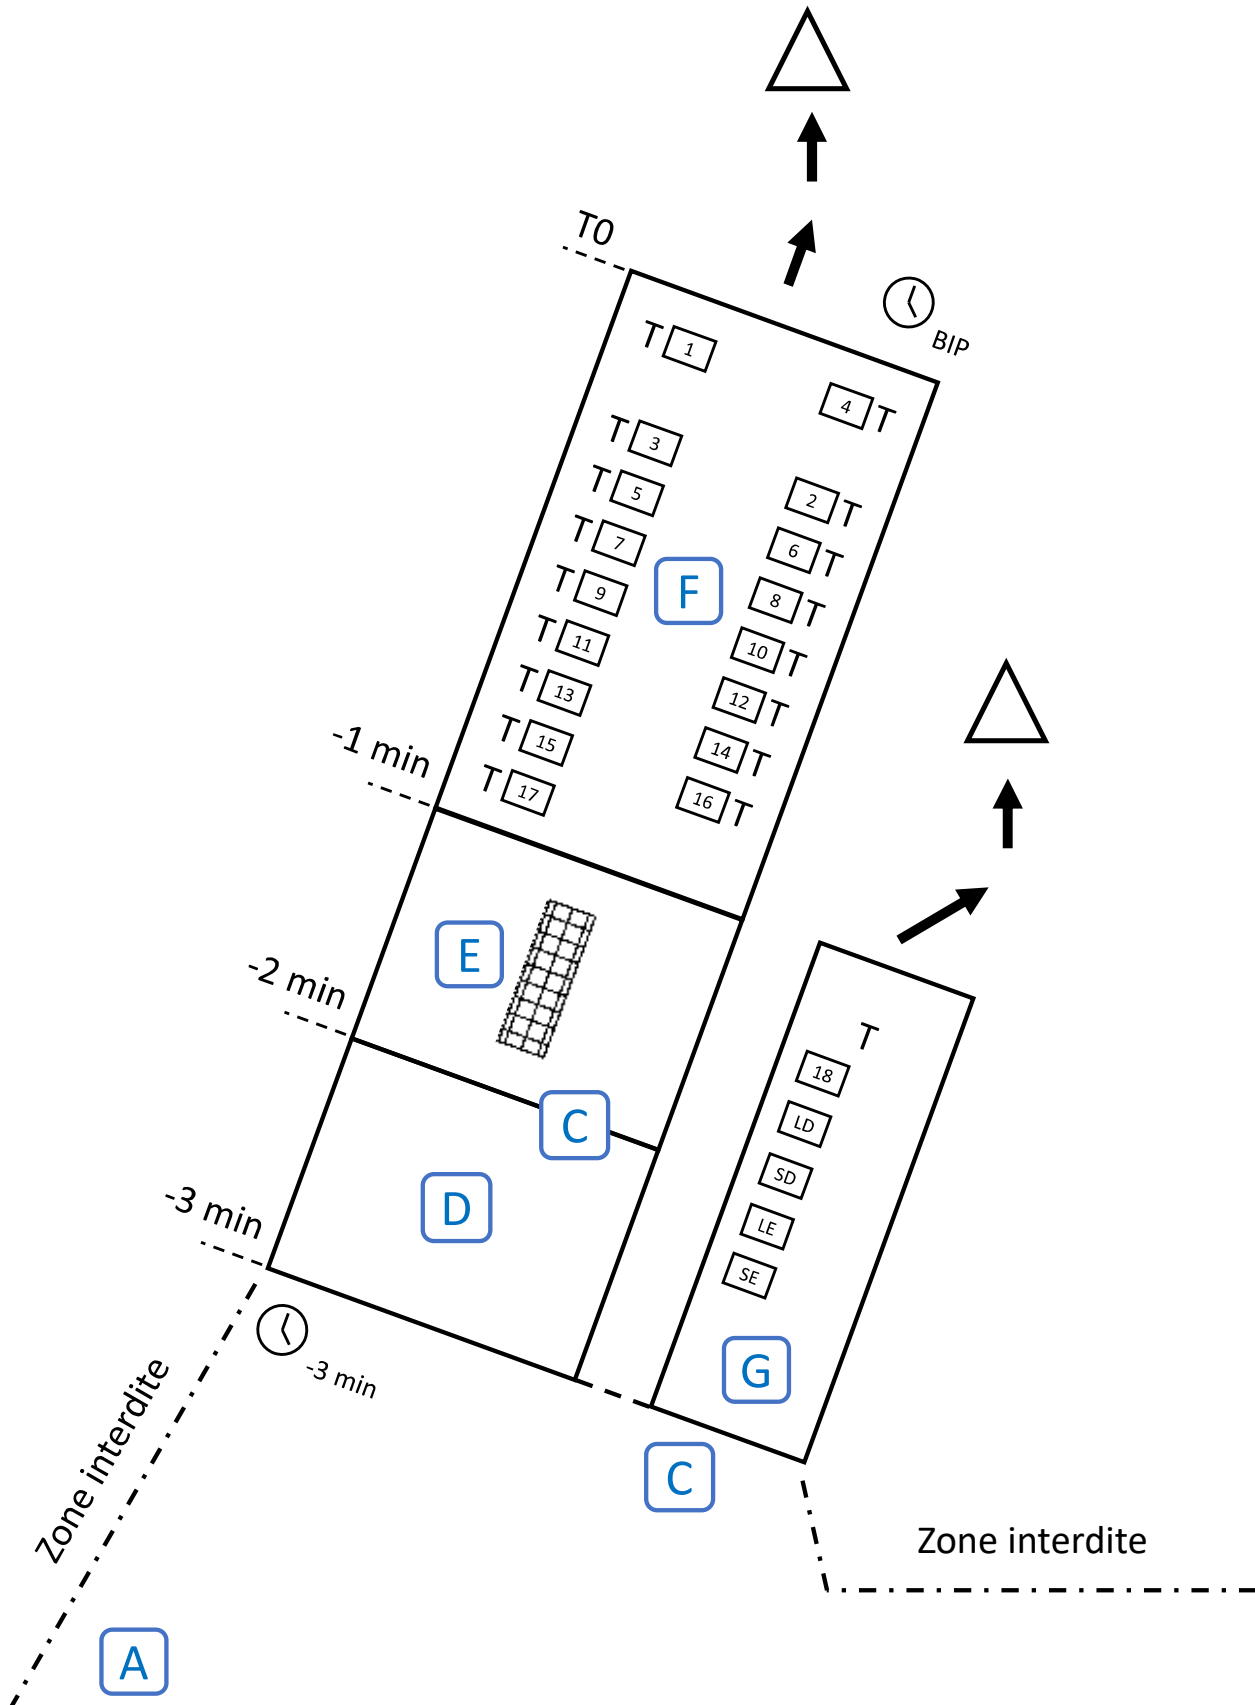 T0
BIP
T 1
4 T
T 3
T 5
2 T
T 7
6 T
T 9
F
8 T
T 11
10 T
T 13
12 T
T 15
14 T
T 17
16 T
-1 min
E
-2 min
T
18
C
LD
SD
D
LE
-3 min
SE
-3 min
G
C
Zone interdite
Zone interdite
A